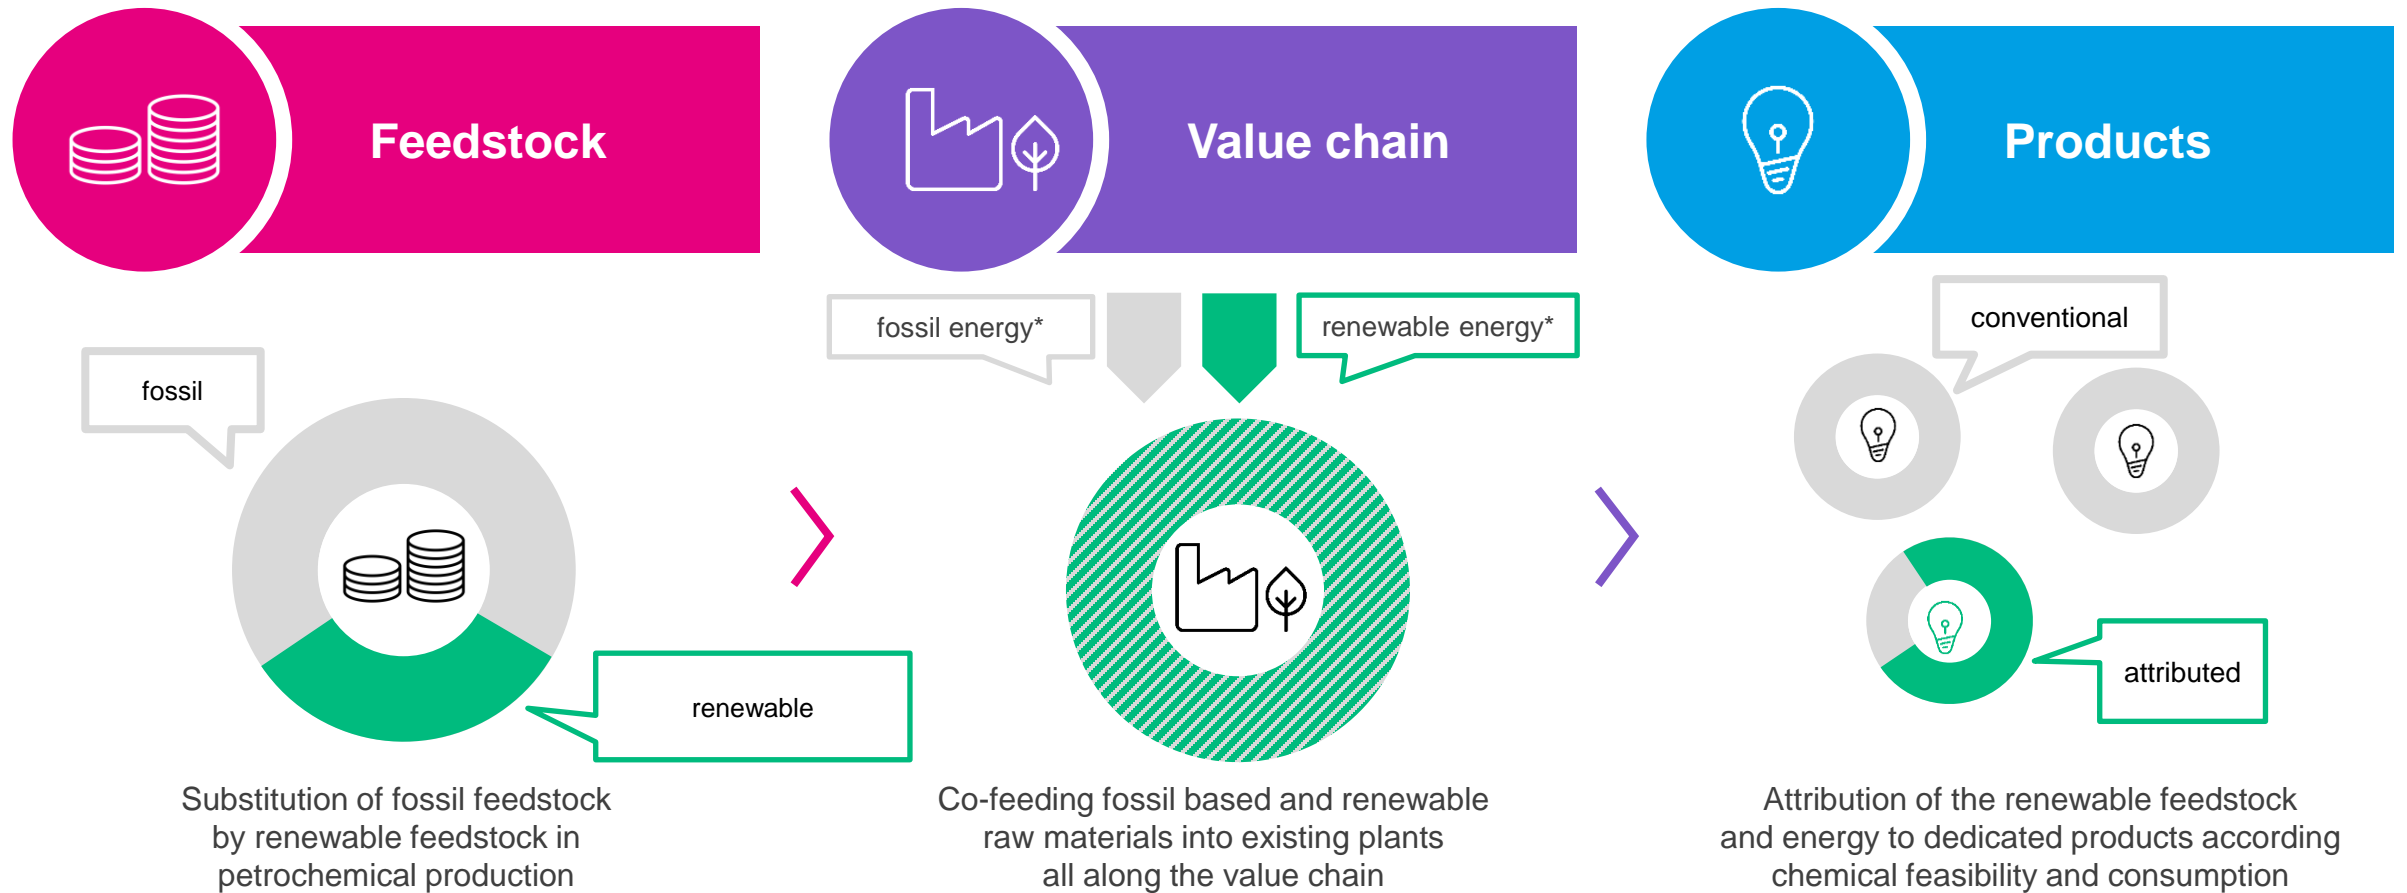 Feedstock
Value chain
Products
fossil energy*
renewable energy*
conventional
fossil
attributed
renewable
Substitution of fossil feedstock
by renewable feedstock in
petrochemical production
Co-feeding fossil based and renewable
raw materials into existing plants
all along the value chain
Attribution of the renewable feedstock
and energy to dedicated products according
chemical feasibility and consumption